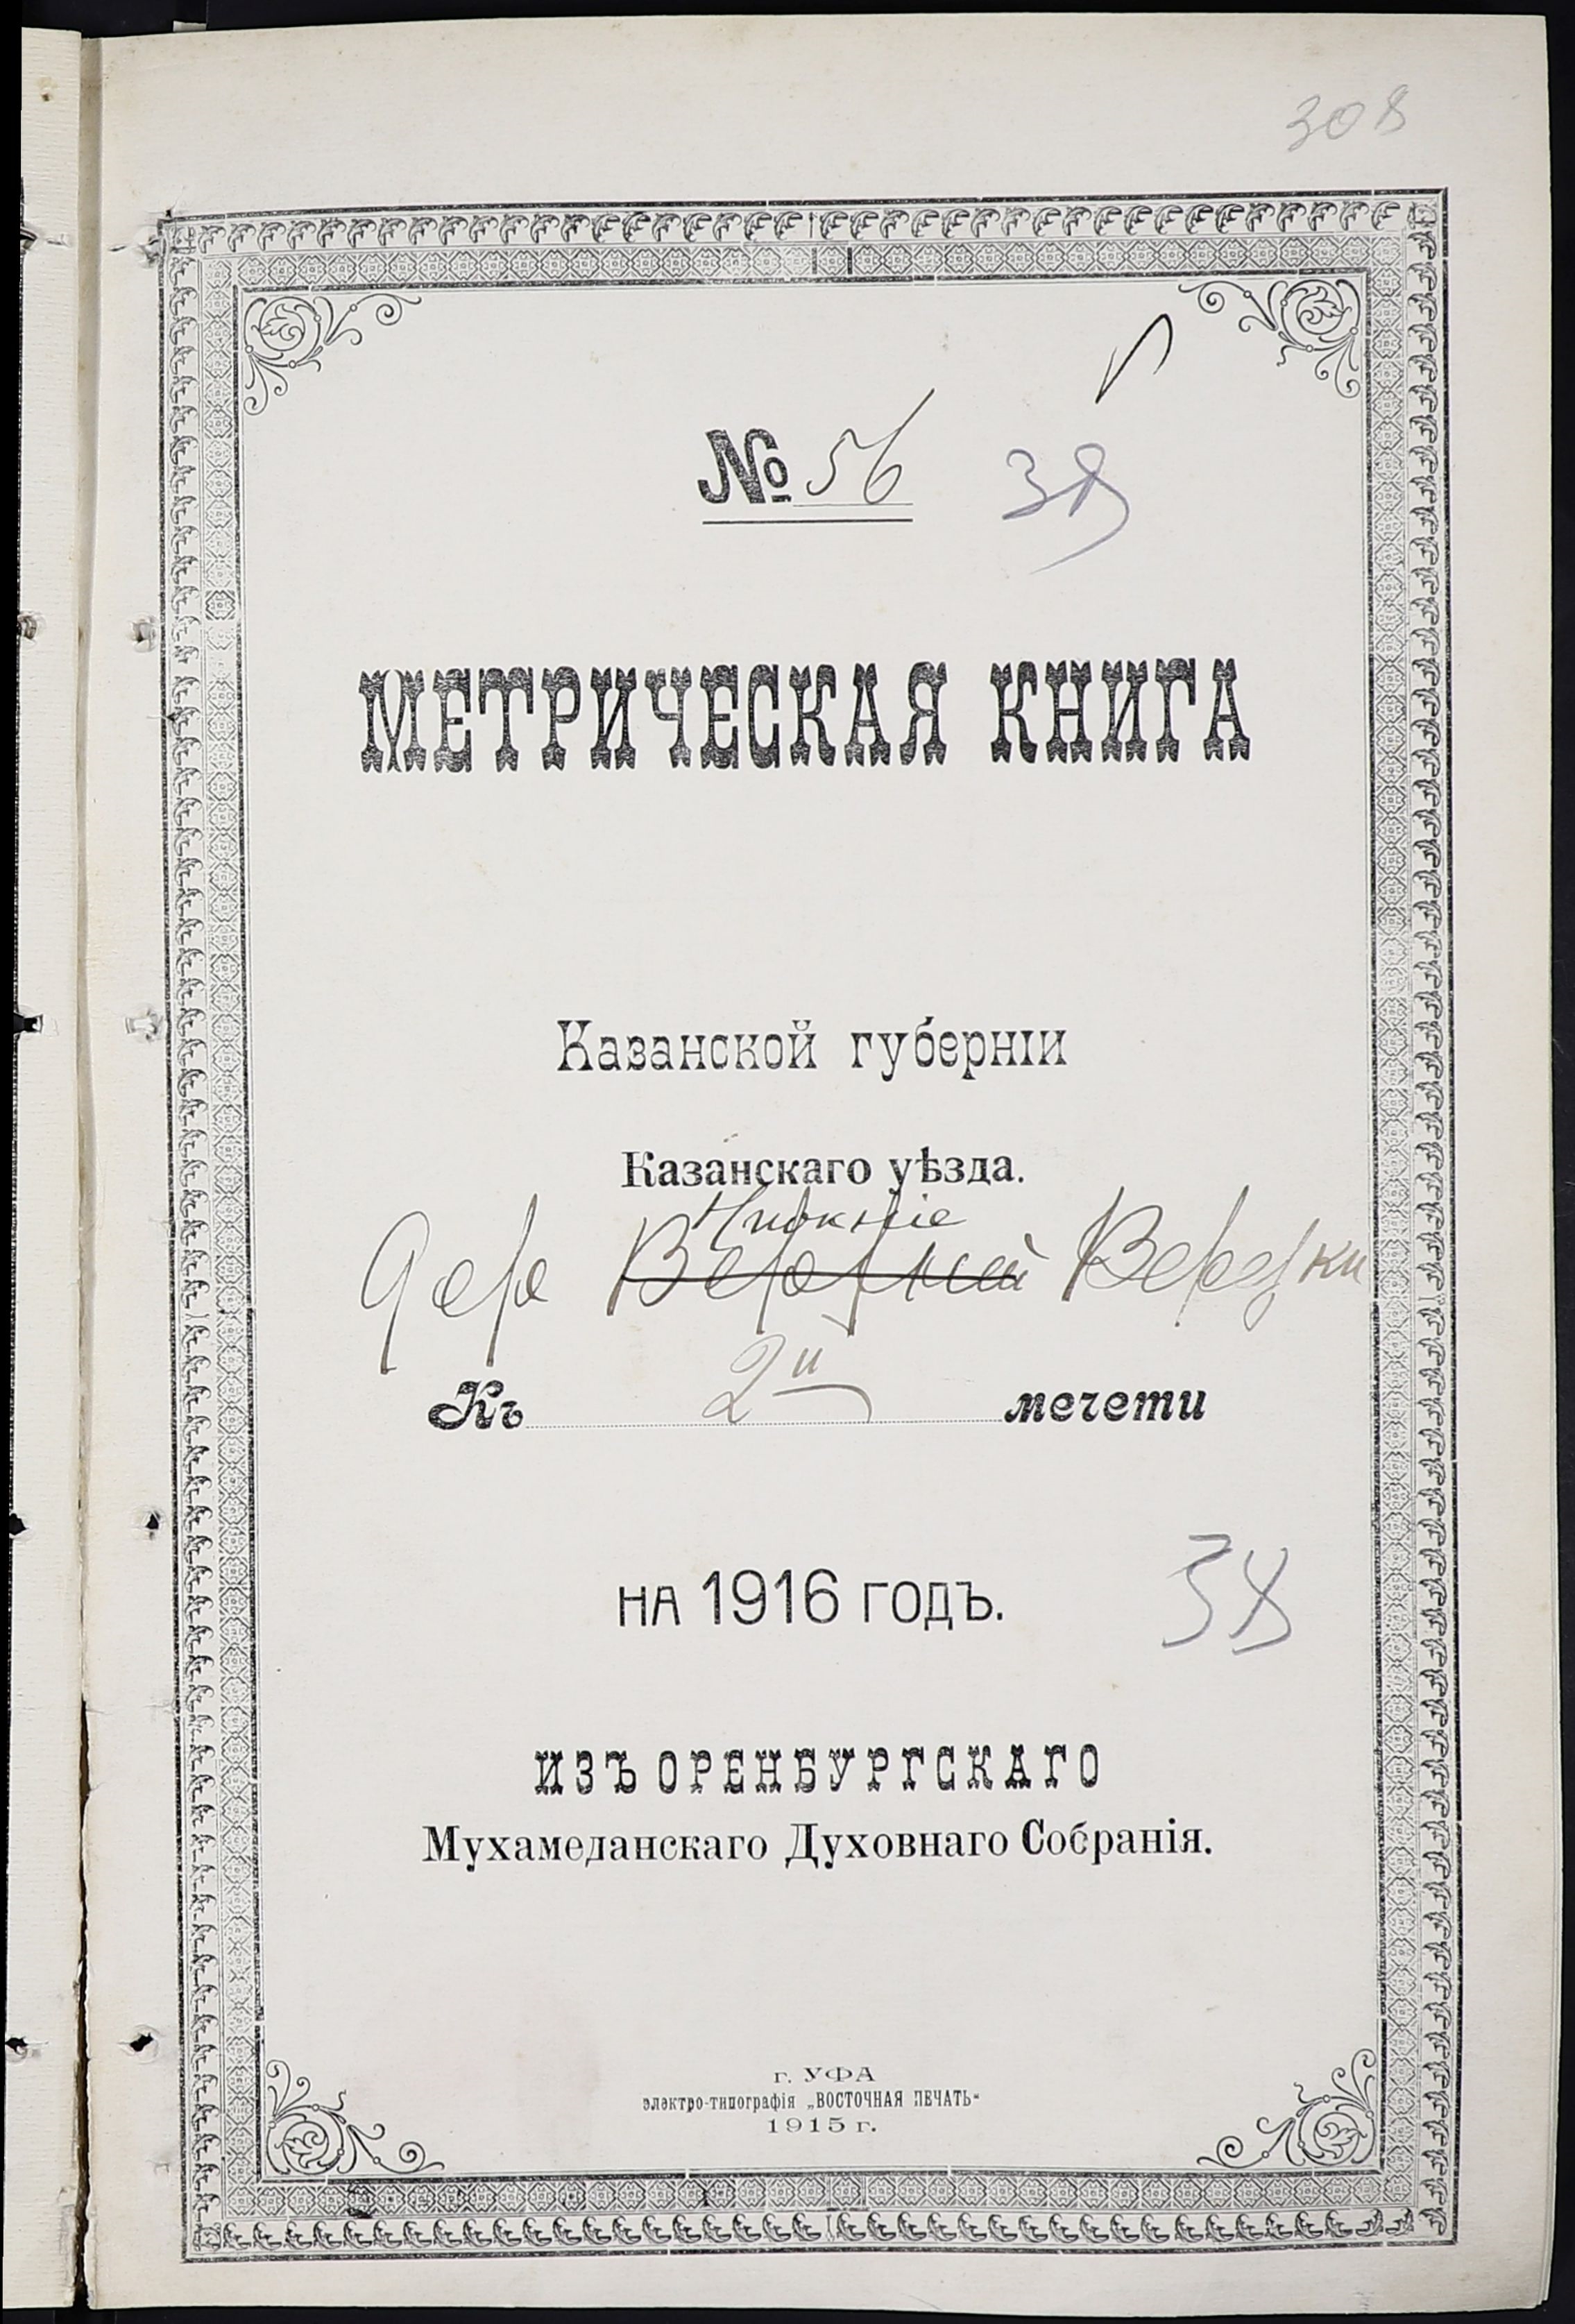 308
№ 56 38
МЕТРИЧЕСКАЯ КНИГА
Казанской губерніи
Казанскаго уѣзда.
Нижніе
дер. Верезки
Къ 2й мечети
НА 1916 ГОДЪ.
38
ИЗЪ ОРЕНБУРГСКАГО
Мухамеданскаго Духовнаго Собранія.
г. УФА
электро-типографія „ВОСТОЧНАЯ ПЕЧАТЬ“
1915 г.